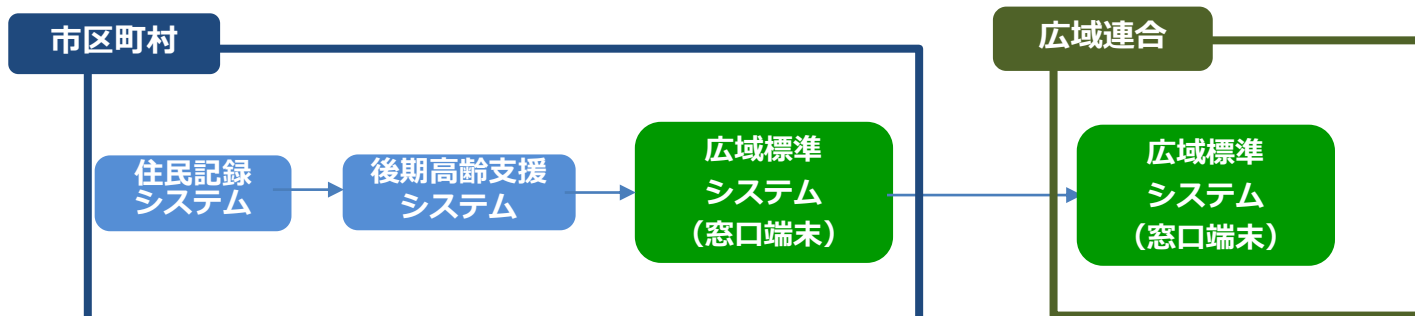 市区町村
広域連合
住民記録
システム
後期高齢支援
システム
広域標準
システム
（窓口端末）
広域標準
システム
（窓口端末）